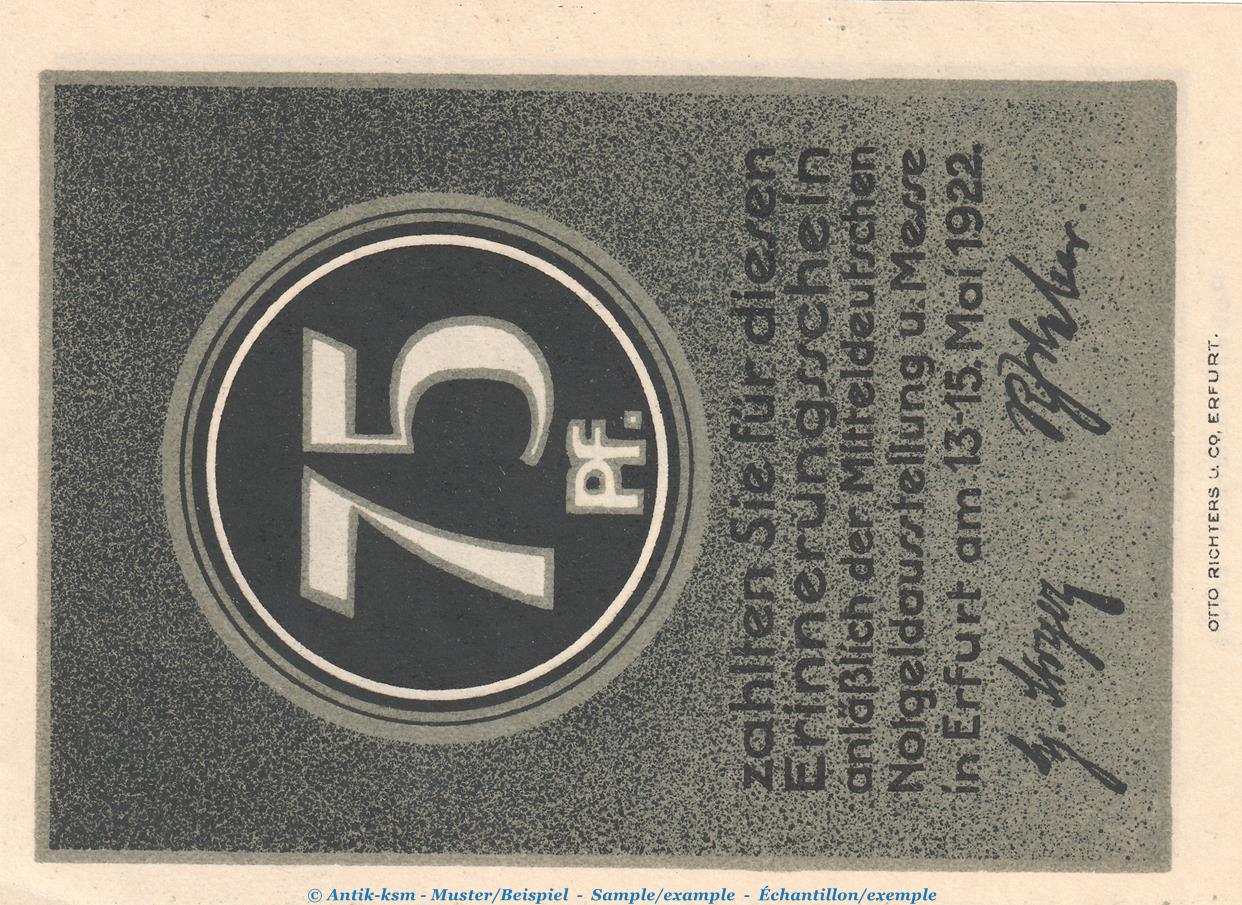 75
Pf.
zahlten Sie für diesen
Erinnerungsschein
anläßlich der Mitteldeutschen
Notgeldausstellung u. Messe
in Erfurt am 13-15. Mai 1922.
OTTO RICHTERS u. CO, ERFURT.
© Antik-ksm - Muster/Beispiel - Sample/example - Échantillon/exemple